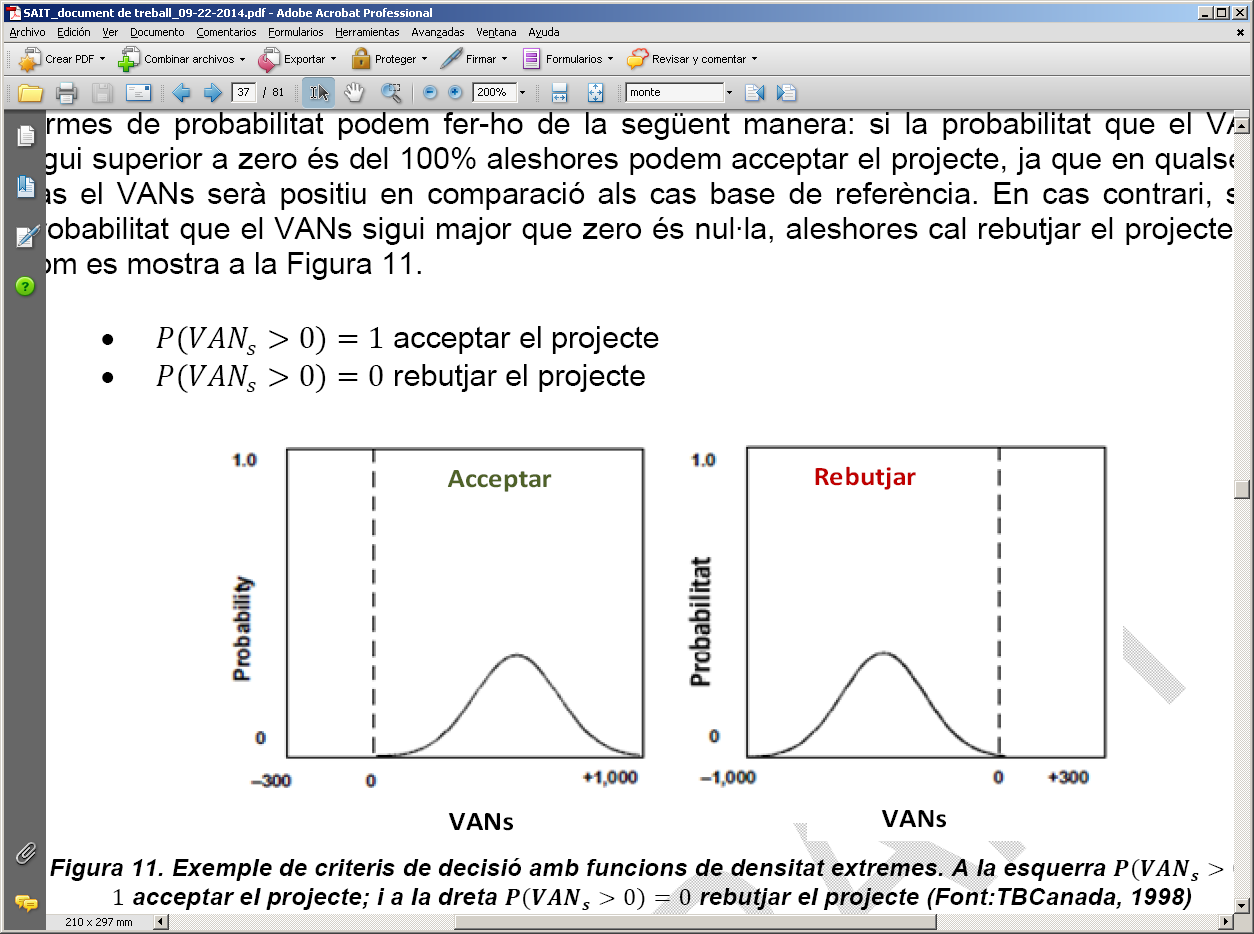 SAIT_document de treball_09-22-2014.pdf - Adobe Acrobat Professional
Archivo Edición Ver Documento Comentarios Formularios Herramientas Avanzadas Ventana Ayuda
Crear PDF Combinar archivos Exportar Proteger Firmar Formularios Revisar y comentar
37 / 81 200% monte
rmes de probabilitat podem fer-ho de la següent manera: si la probabilitat que el VA
gui superior a zero és del 100% aleshores podem acceptar el projecte, ja que en qualse
as el VANs serà positiu en comparació als cas base de referència. En cas contrari, s
robabilitat que el VANs sigui major que zero és nul·la, aleshores cal rebutjar el projecte
om es mostra a la Figura 11.
• P(VANₛ > 0) = 1 acceptar el projecte
• P(VANₛ > 0) = 0 rebutjar el projecte
1.0
Acceptar
Probability
0
–300 0 +1,000
VANs
1.0
Rebutjar
Probabilitat
0
–1,000 0 +300
VANs
Figura 11. Exemple de criteris de decisió amb funcions de densitat extremes. A la esquerra P(VANₛ >
1 acceptar el projecte; i a la dreta P(VANₛ > 0) = 0 rebutjar el projecte (Font:TBCanada, 1998)
210 x 297 mm